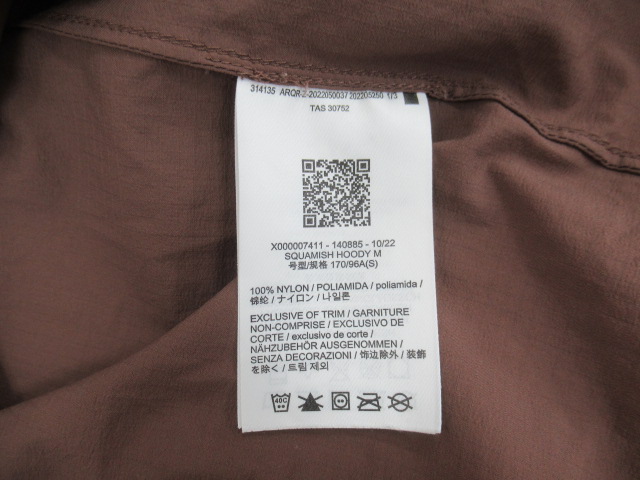 314135 ARQR-Z-2022050037 202205250 1/3
TAS 30752
X000007411 - 140885 - 10/22
SQUAMISH HOODY M
号型/規格 170/96A(S)
100% NYLON / POLIAMIDA / poliamida /
锦纶 / ナイロン / 나일론
EXCLUSIVE OF TRIM / GARNITURE
NON-COMPRISE / EXCLUSIVO DE
CORTE / exclusivo de corte /
NÄHZUBEHÖR AUSGENOMMEN /
SENZA DECORAZIONI / 饰边除外 / 装飾
を除く / 트림 제외
40C